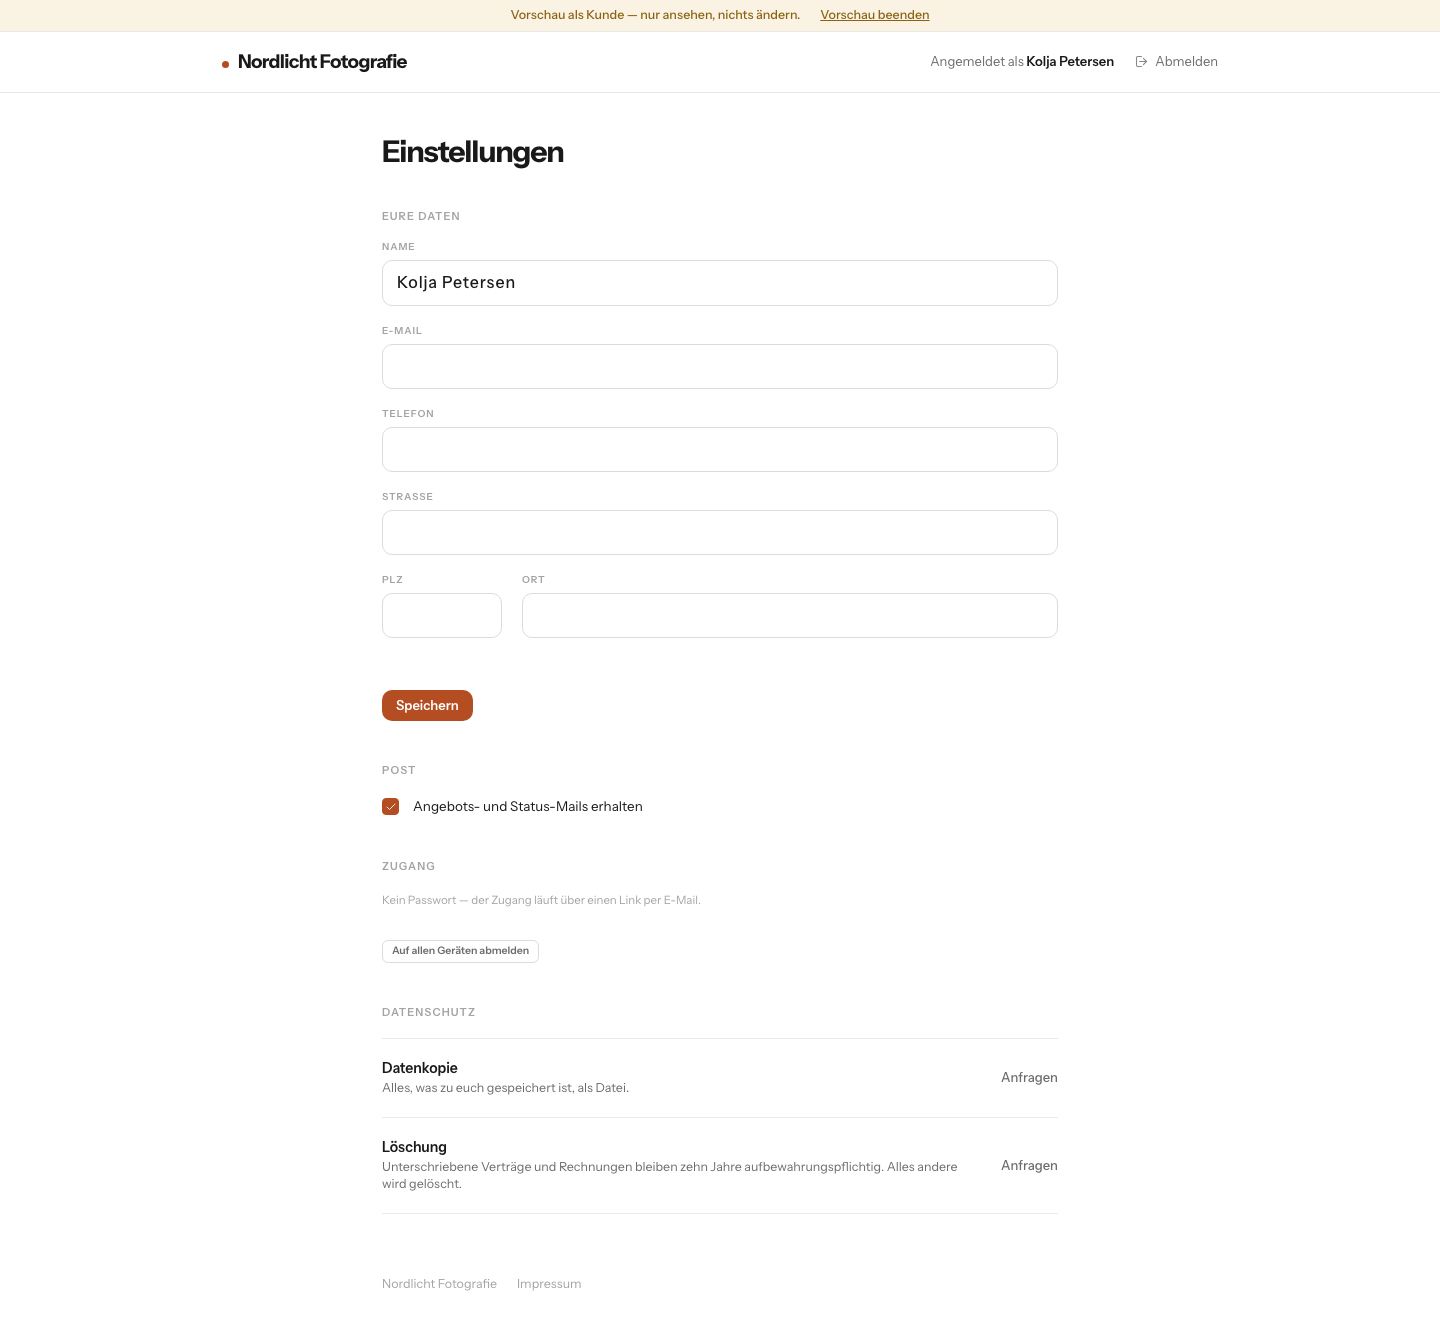 Vorschau als Kunde — nur ansehen, nichts ändern. Vorschau beenden
Nordlicht Fotografie
Angemeldet als Kolja Petersen Abmelden
Einstellungen
EURE DATEN
NAME
Kolja Petersen
E-MAIL
TELEFON
STRASSE
PLZ ORT
Speichern
POST
Angebots- und Status-Mails erhalten
ZUGANG
Kein Passwort — der Zugang läuft über einen Link per E-Mail.
Auf allen Geräten abmelden
DATENSCHUTZ
Datenkopie
Alles, was zu euch gespeichert ist, als Datei.
Anfragen
Löschung
Unterschriebene Verträge und Rechnungen bleiben zehn Jahre aufbewahrungspflichtig. Alles andere
wird gelöscht.
Anfragen
Nordlicht Fotografie Impressum